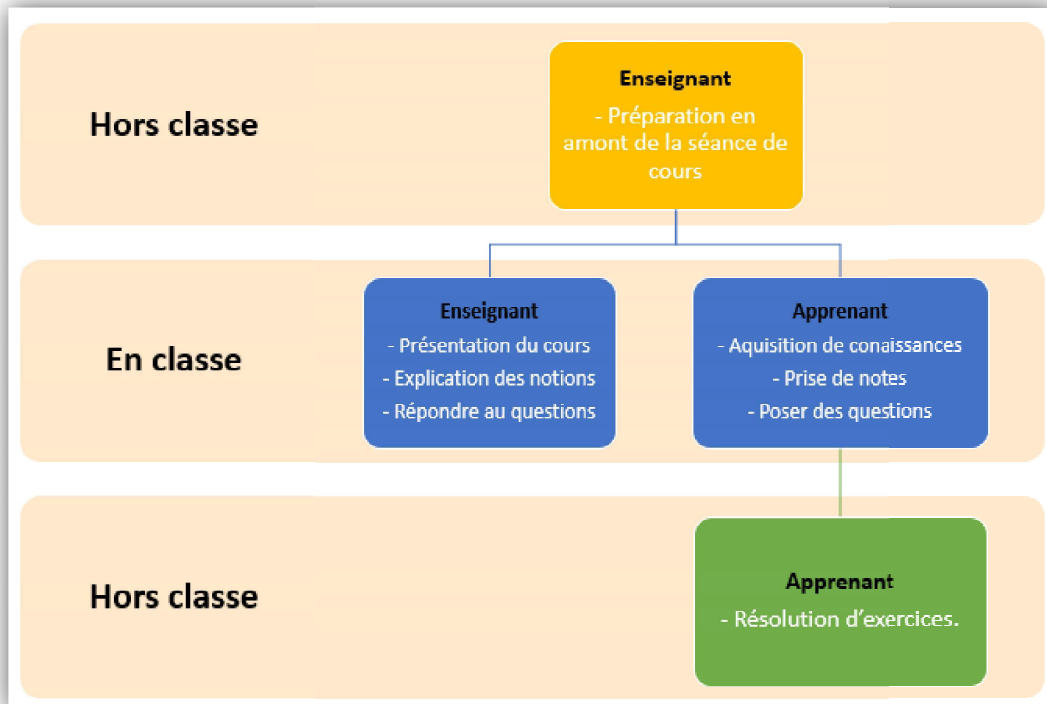 Hors classe
Enseignant
- Préparation en
amont de la séance de
cours
En classe
Enseignant
- Présentation du cours
- Explication des notions
- Répondre au questions
Apprenant
- Aquisition de conaissances
- Prise de notes
- Poser des questions
Hors classe
Apprenant
- Résolution d’exercices.